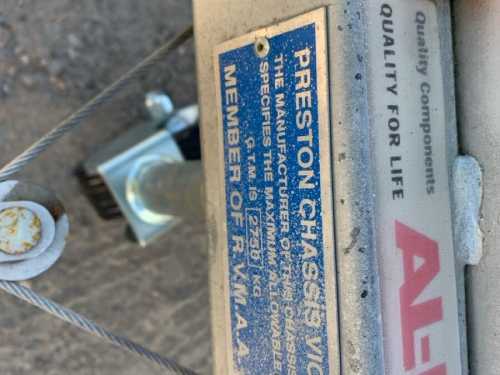 PRESTON CHASSIS VIC
THE MANUFACTURER OF THIS CHASSIS
SPECIFIES THE MAXIMUM ALLOWABLE
G.T.M. IS 2750 KG
MEMBER OF R.V.M.A.A.
Quality Components
QUALITY FOR LIFE
AL-